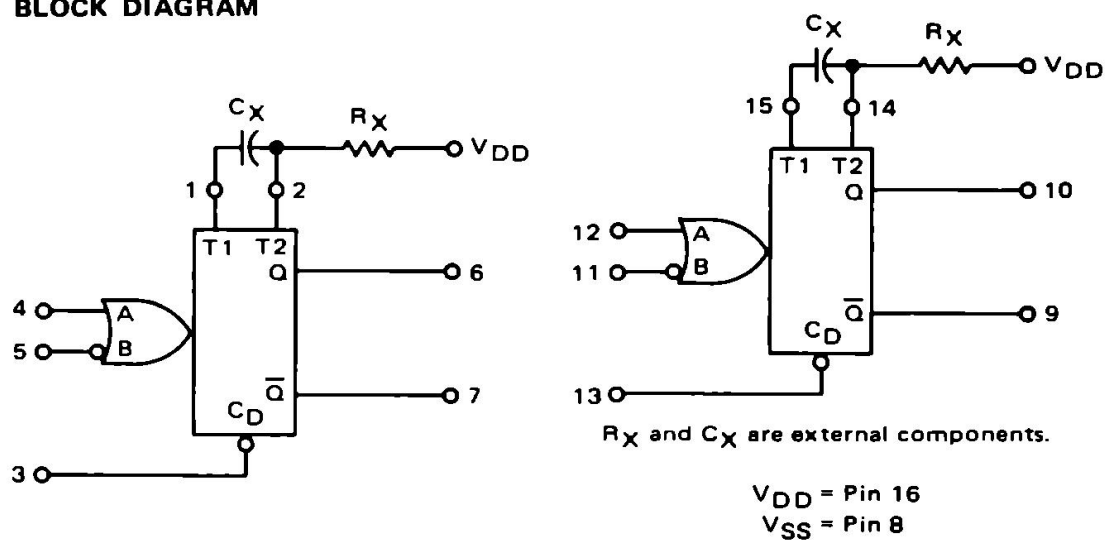 BLOCK DIAGRAM
CX
RX
VDD
1
2
T1 T2
Q
6
4
A
5
B
Q̅
7
CD
3
CX
RX
VDD
15
14
T1 T2
Q
10
12
A
11
B
Q̅
9
CD
13
RX and CX are external components.
VDD = Pin 16
VSS = Pin 8